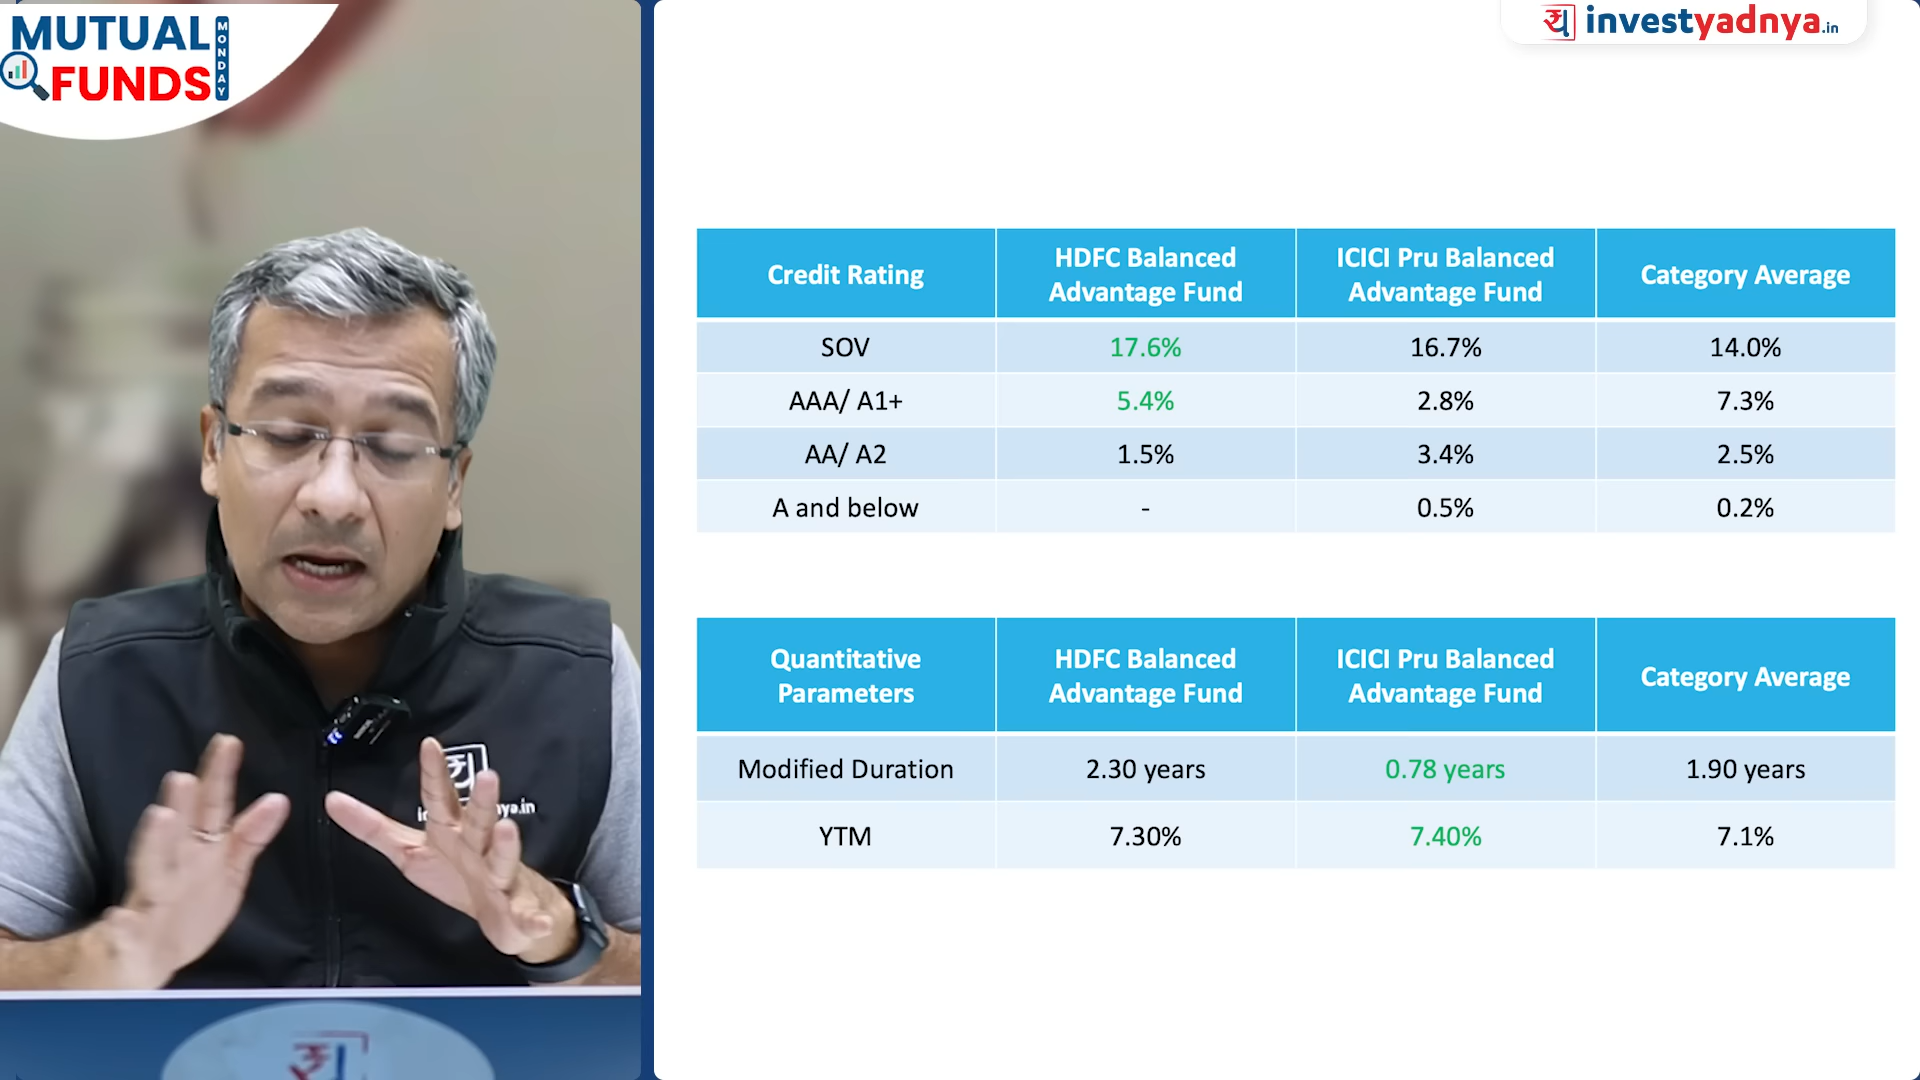 MUTUAL
FUNDS
MONDAY
investyadnya.in
Credit Rating
HDFC Balanced
Advantage Fund
ICICI Pru Balanced
Advantage Fund
Category Average
SOV
17.6%
16.7%
14.0%
AAA/ A1+
5.4%
2.8%
7.3%
AA/ A2
1.5%
3.4%
2.5%
A and below
-
0.5%
0.2%
Quantitative
Parameters
HDFC Balanced
Advantage Fund
ICICI Pru Balanced
Advantage Fund
Category Average
Modified Duration
2.30 years
0.78 years
1.90 years
YTM
7.30%
7.40%
7.1%